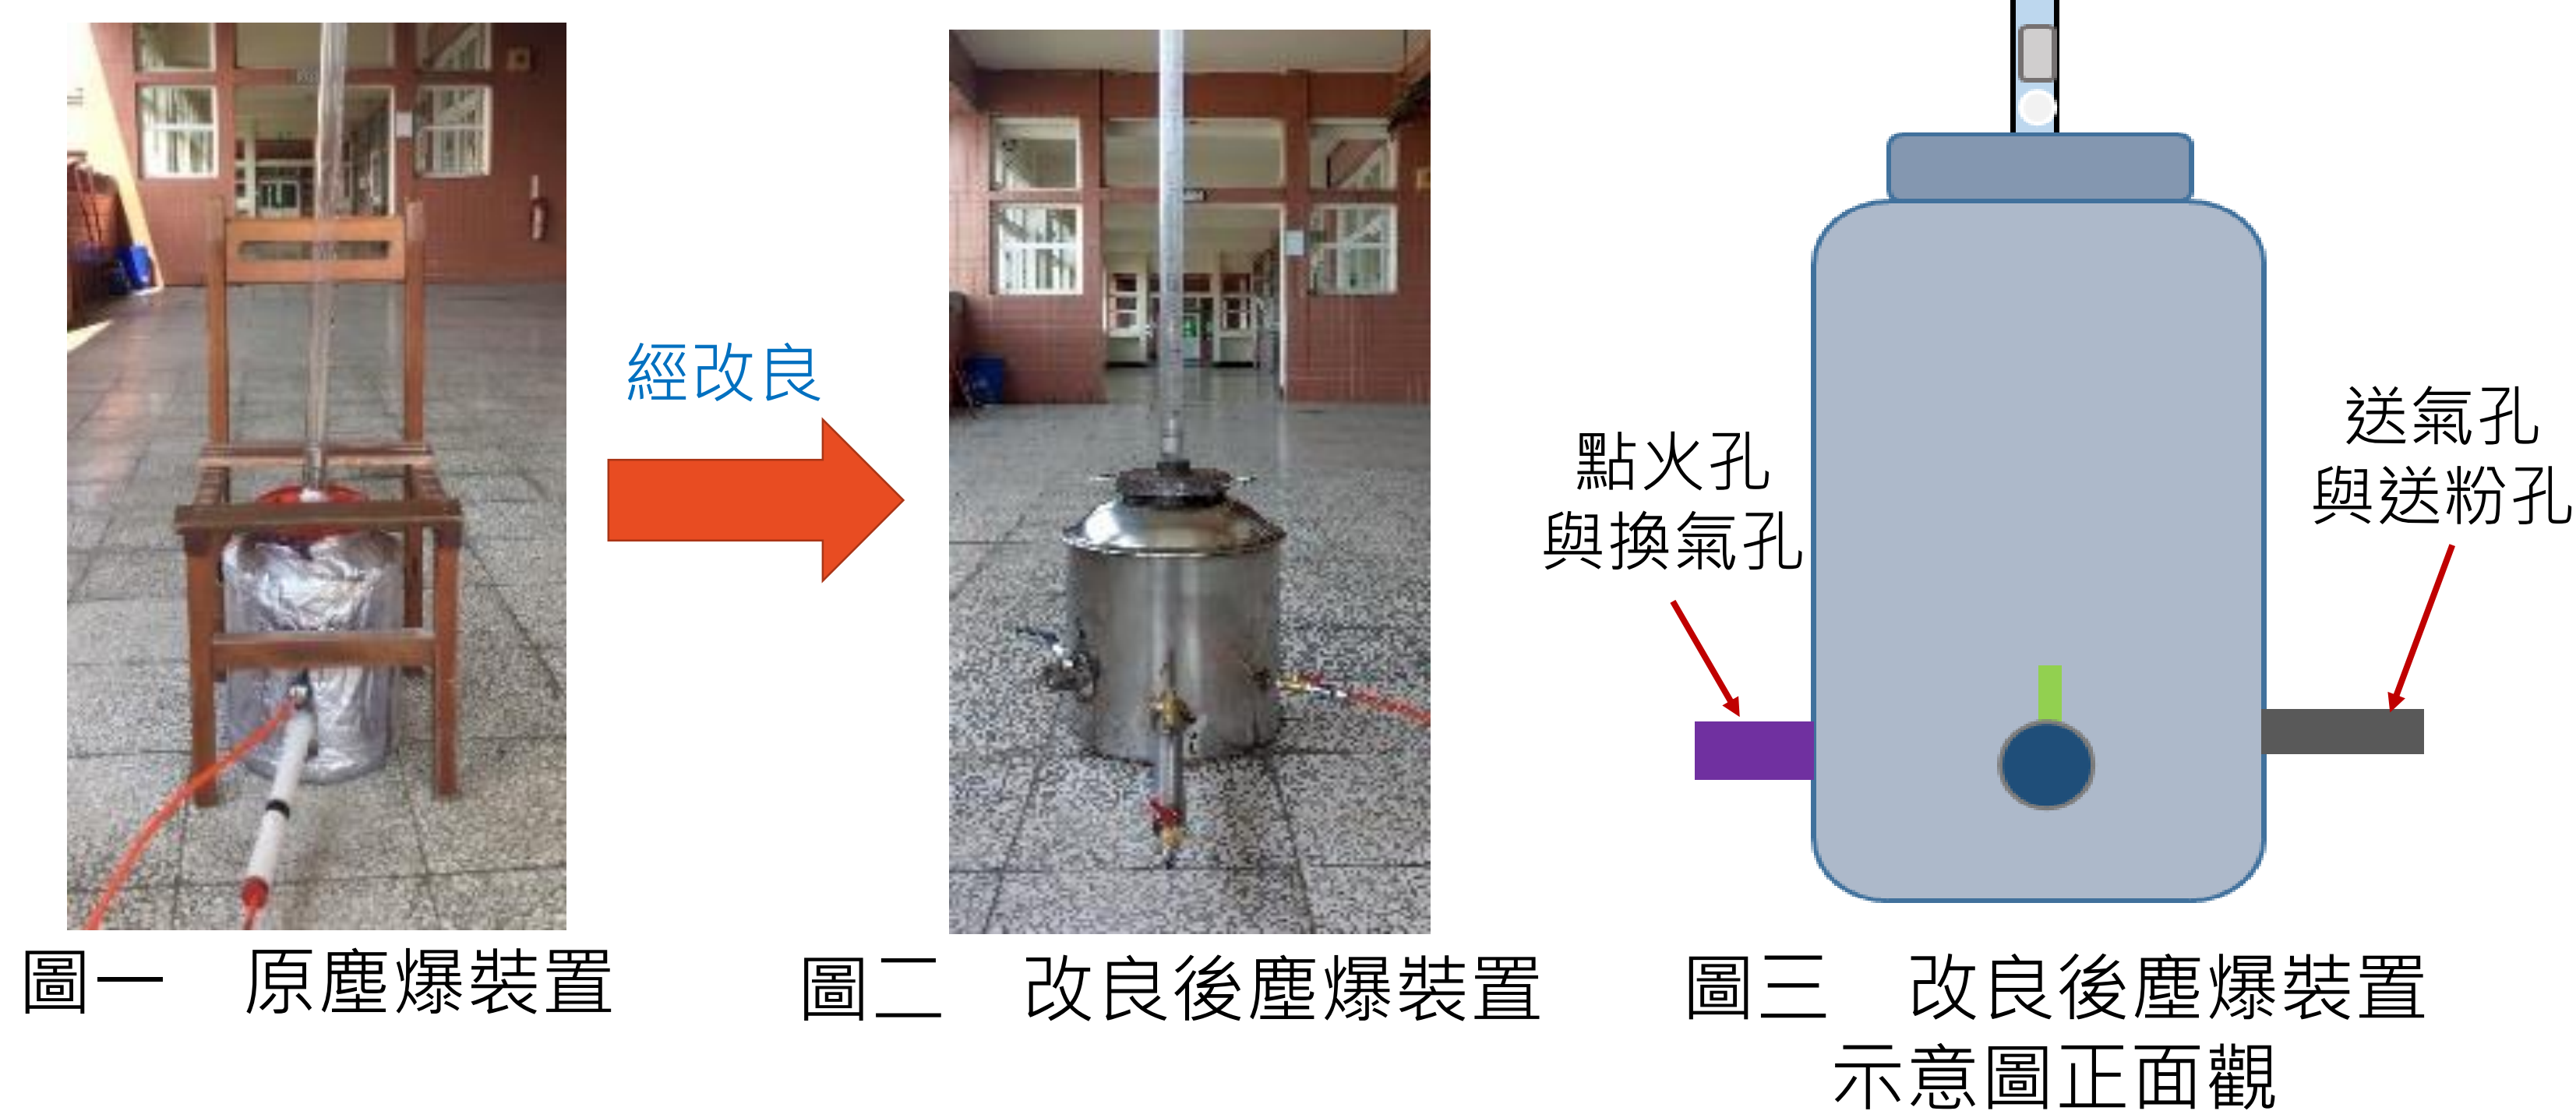 經改良
點火孔
與換氣孔
送氣孔
與送粉孔
圖一　原塵爆裝置
圖二　改良後塵爆裝置
圖三　改良後塵爆裝置
示意圖正面觀